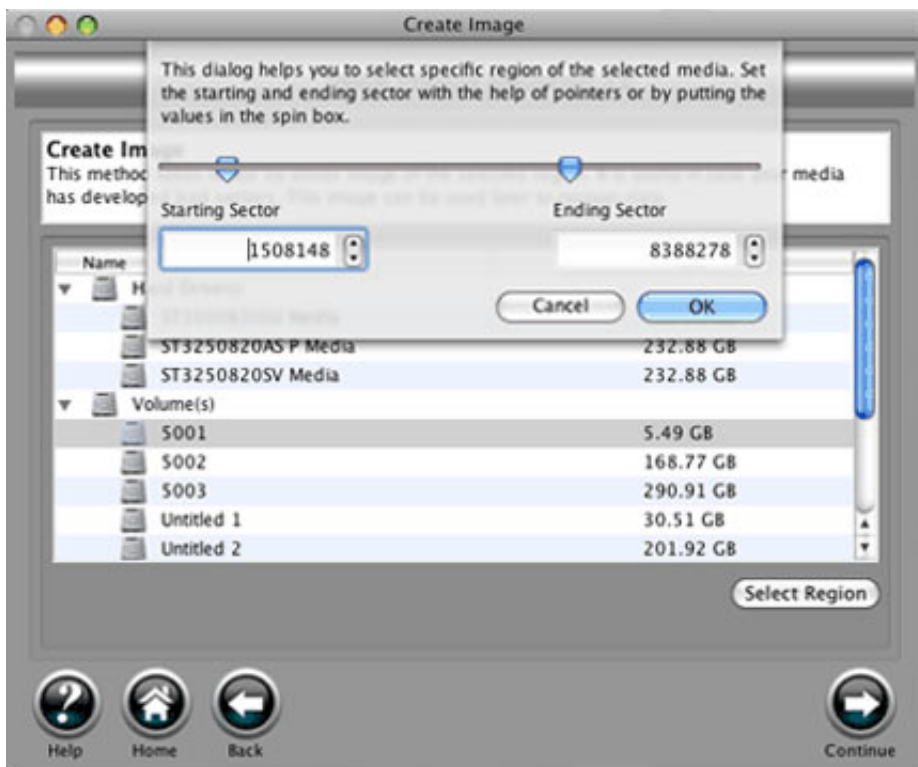 Create Image
This dialog helps you to select specific region of the selected media. Set
the starting and ending sector with the help of pointers or by putting the
values in the spin box.
Create Im
This method media
has develop
Starting Sector Ending Sector
1508148 8388278
Cancel OK
Name
ST3250820AS P Media 232.88 GB
ST3250820SV Media 232.88 GB
Volume(s)
5001 5.49 GB
5002 168.77 GB
5003 290.91 GB
Untitled 1 30.51 GB
Untitled 2 201.92 GB
Select Region
Help Home Back Continue